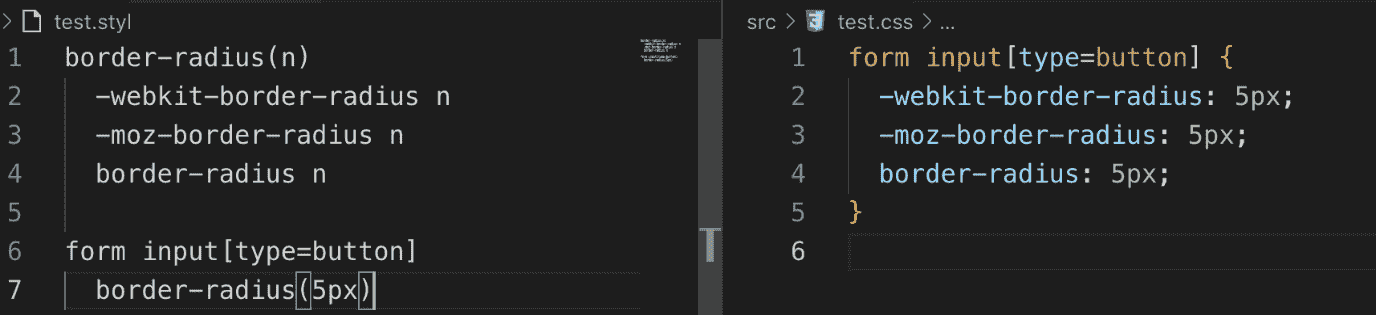 test.styl
1 border-radius(n)
2 -webkit-border-radius n
3 -moz-border-radius n
4 border-radius n
5
6 form input[type=button]
7 border-radius(5px)
src > test.css > ...
1 form input[type=button] {
2 -webkit-border-radius: 5px;
3 -moz-border-radius: 5px;
4 border-radius: 5px;
5 }
6